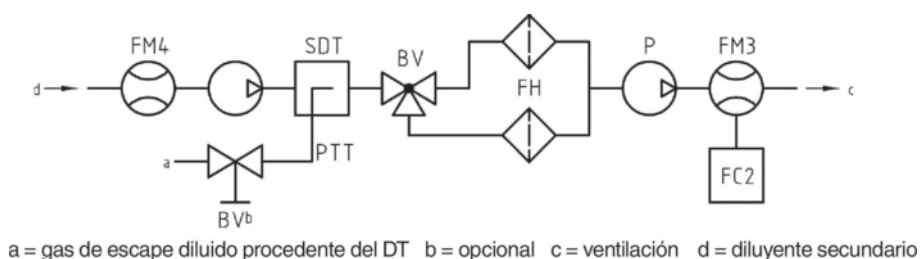 FM4 SDT BV P FM3
d FH c
a PTT
BVb FC2
a = gas de escape diluido procedente del DT b = opcional c = ventilación d = diluyente secundario